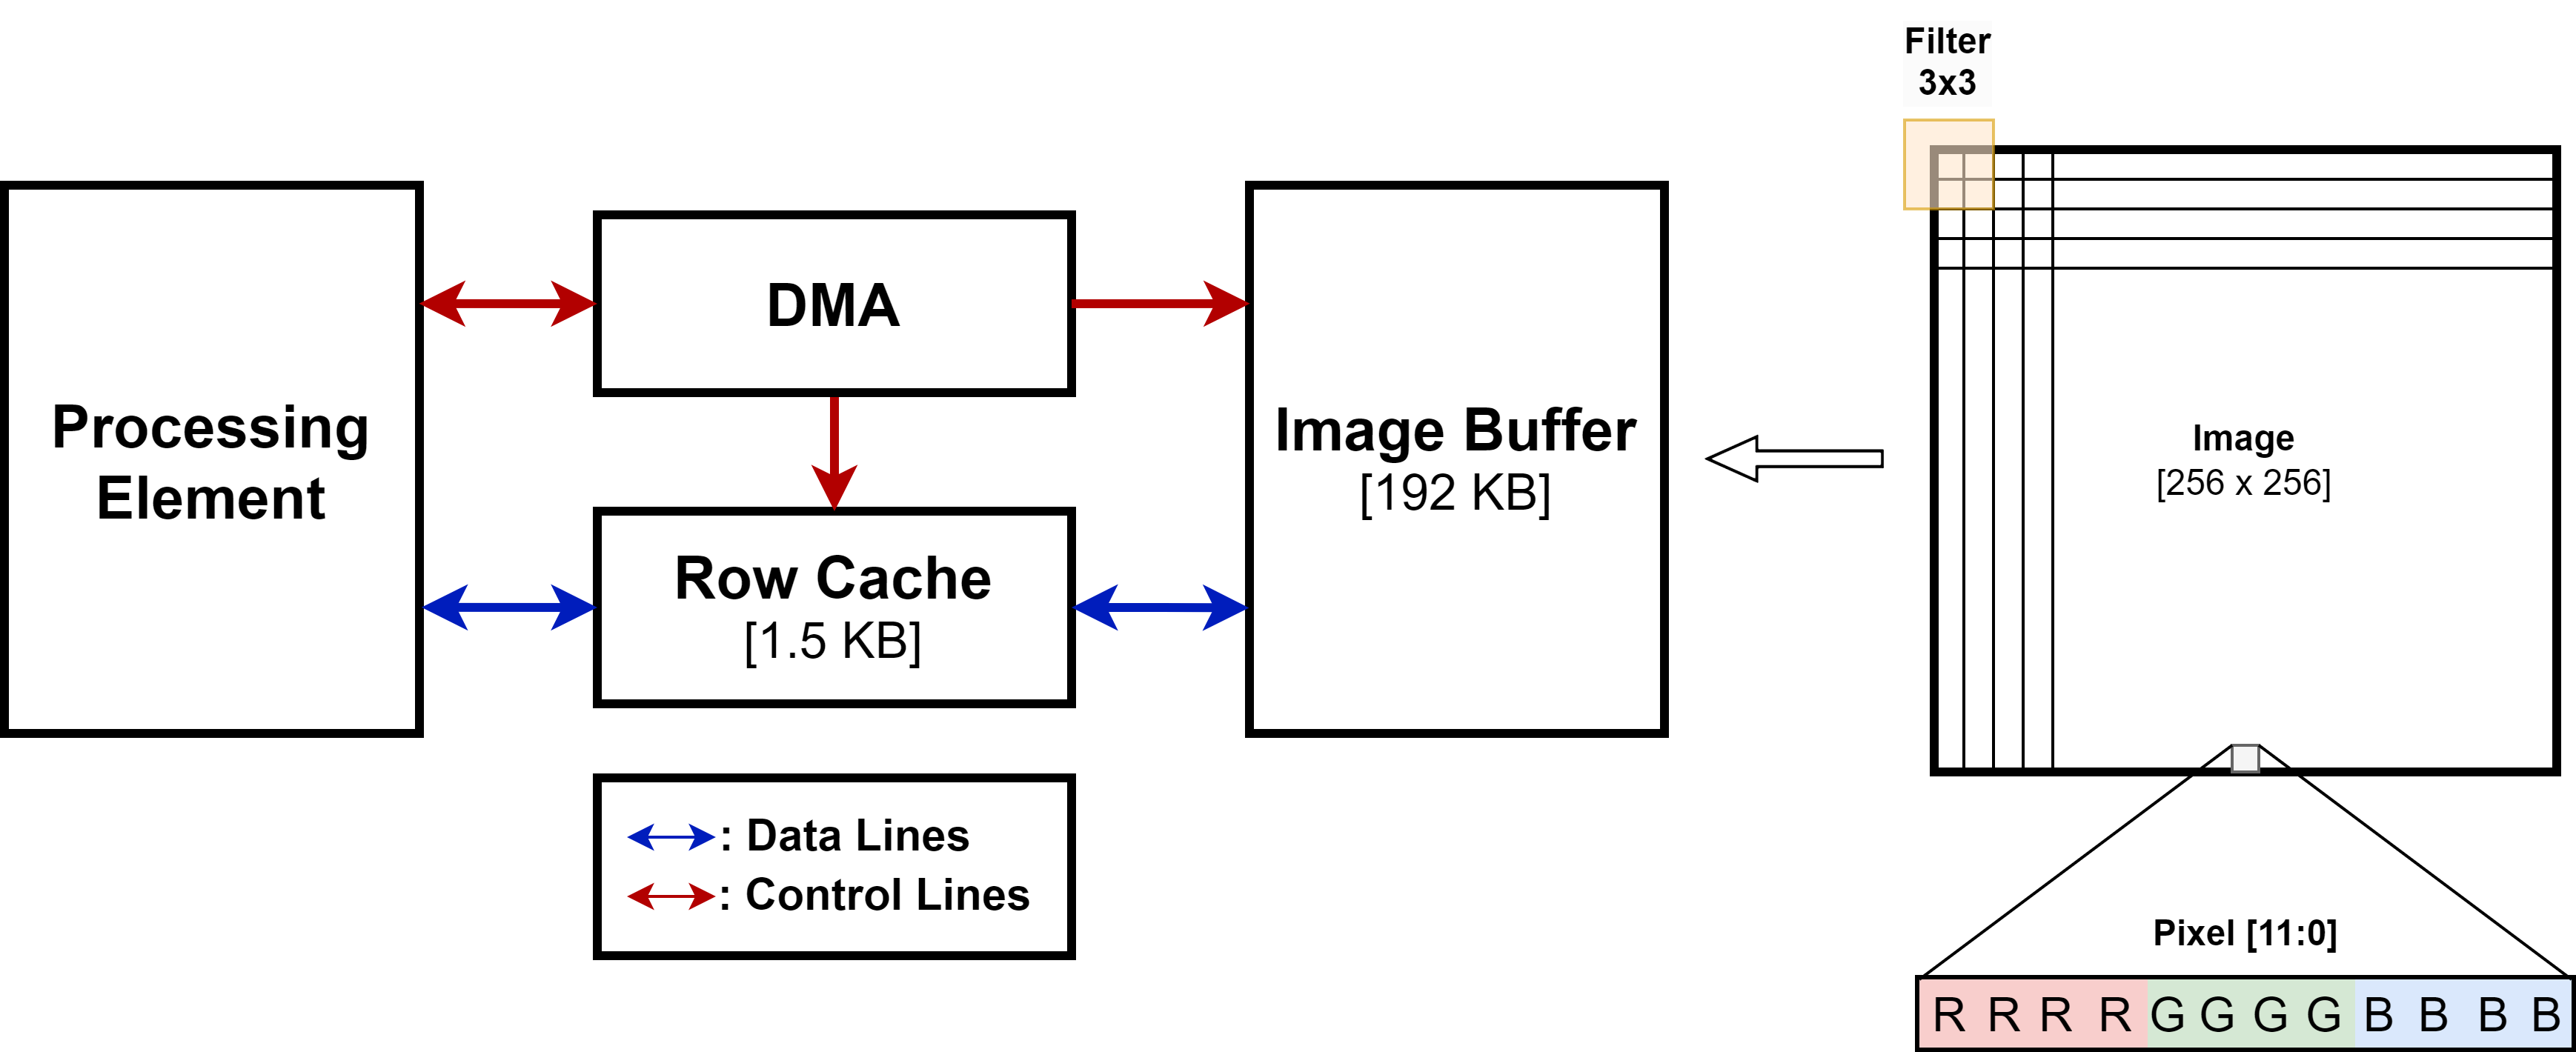 Filter
3x3
DMA
Processing
Element
Row Cache
[1.5 KB]
Image Buffer
[192 KB]
Image
[256 x 256]
: Data Lines
: Control Lines
Pixel [11:0]
R R R R G G G G B B B B